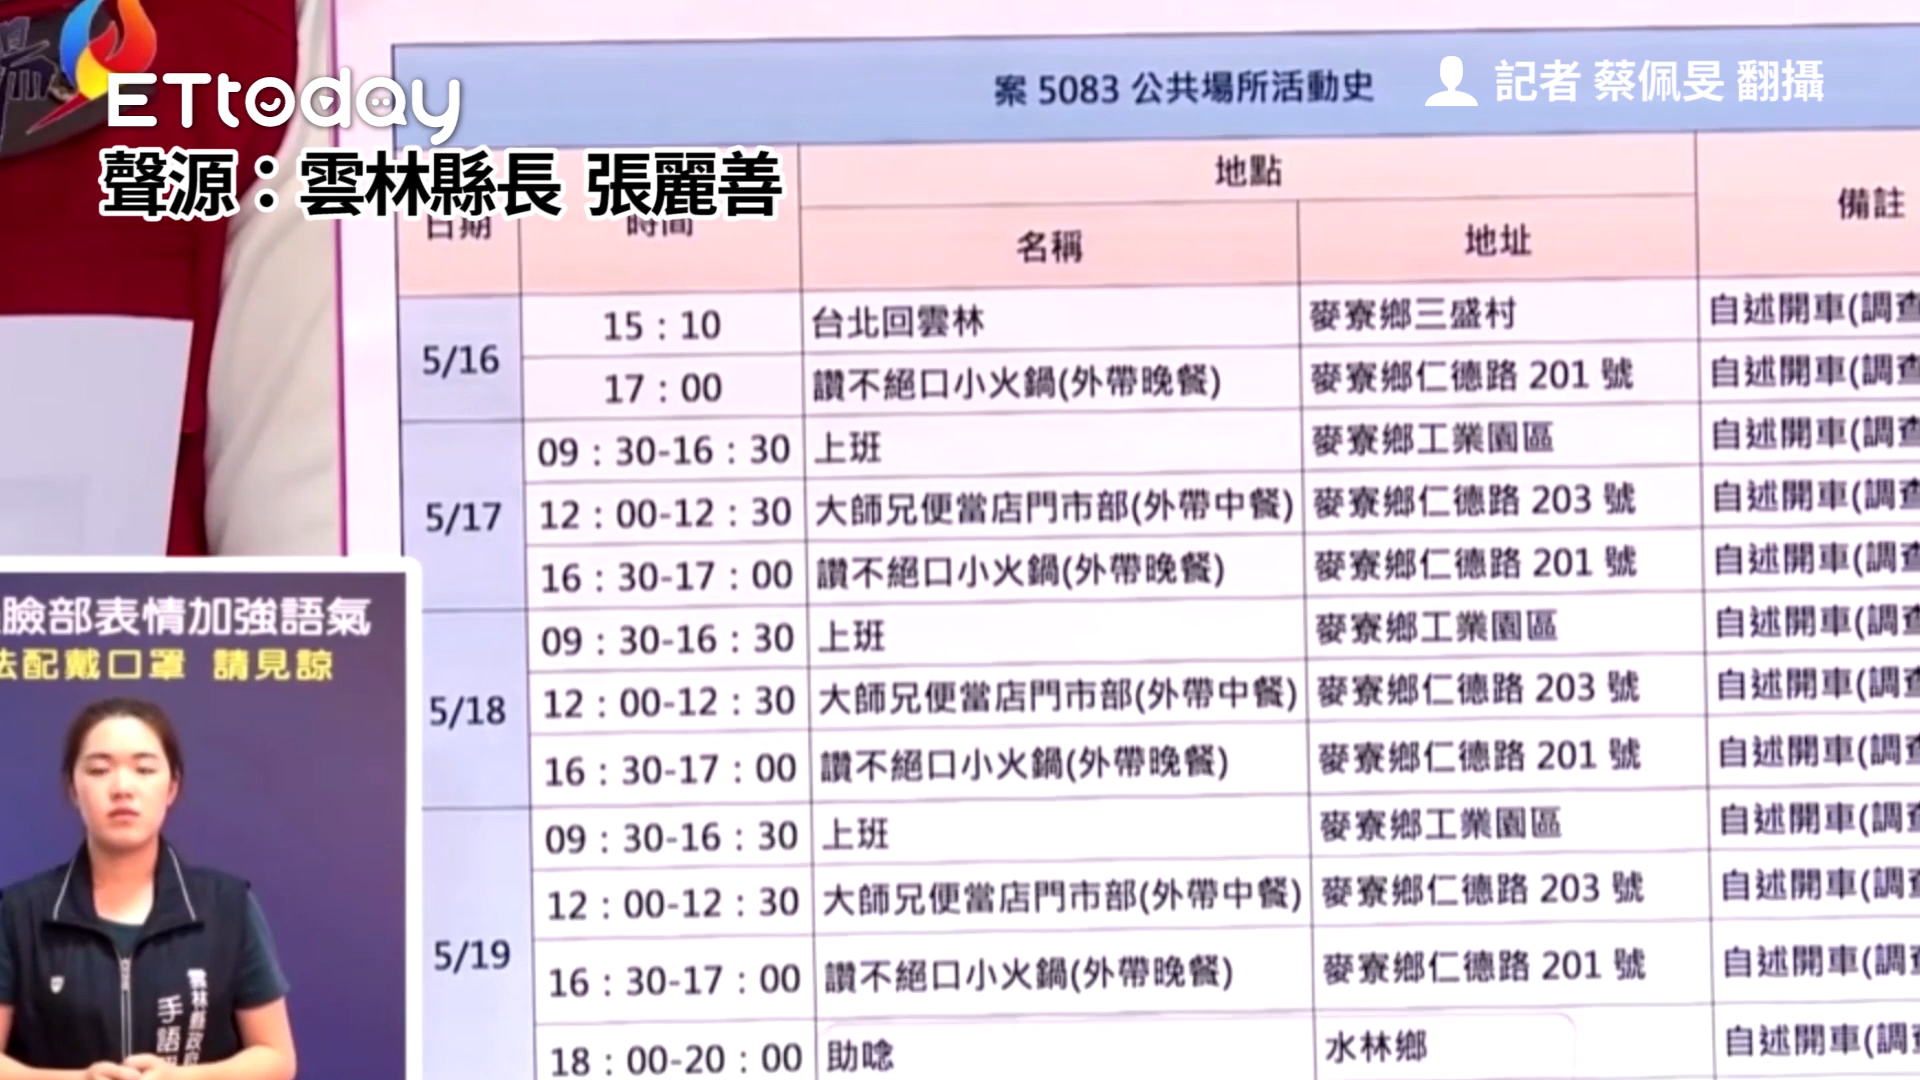 ETtoday
聲源：雲林縣長 張麗善
記者 蔡佩旻 翻攝
案 5083 公共場所活動史
日期 時間 地點 備註
名稱 地址
5/16 15：10 台北回雲林 麥寮鄉三盛村 自述開車(調查
17：00 讚不絕口小火鍋(外帶晚餐) 麥寮鄉仁德路 201 號 自述開車(調查
5/17 09：30-16：30 上班 麥寮鄉工業園區 自述開車(調查
12：00-12：30 大師兄便當店門市部(外帶中餐) 麥寮鄉仁德路 203 號 自述開車(調查
16：30-17：00 讚不絕口小火鍋(外帶晚餐) 麥寮鄉仁德路 201 號 自述開車(調查
5/18 09：30-16：30 上班 麥寮鄉工業園區 自述開車(調查
12：00-12：30 大師兄便當店門市部(外帶中餐) 麥寮鄉仁德路 203 號 自述開車(調查
16：30-17：00 讚不絕口小火鍋(外帶晚餐) 麥寮鄉仁德路 201 號 自述開車(調查
5/19 09：30-16：30 上班 麥寮鄉工業園區 自述開車(調查
12：00-12：30 大師兄便當店門市部(外帶中餐) 麥寮鄉仁德路 203 號 自述開車(調查
16：30-17：00 讚不絕口小火鍋(外帶晚餐) 麥寮鄉仁德路 201 號 自述開車(調查
18：00-20：00 助唸 水林鄉 自述開車(調查
臉部表情加強語氣
法配戴口罩 請見諒
雲林縣政府
手語